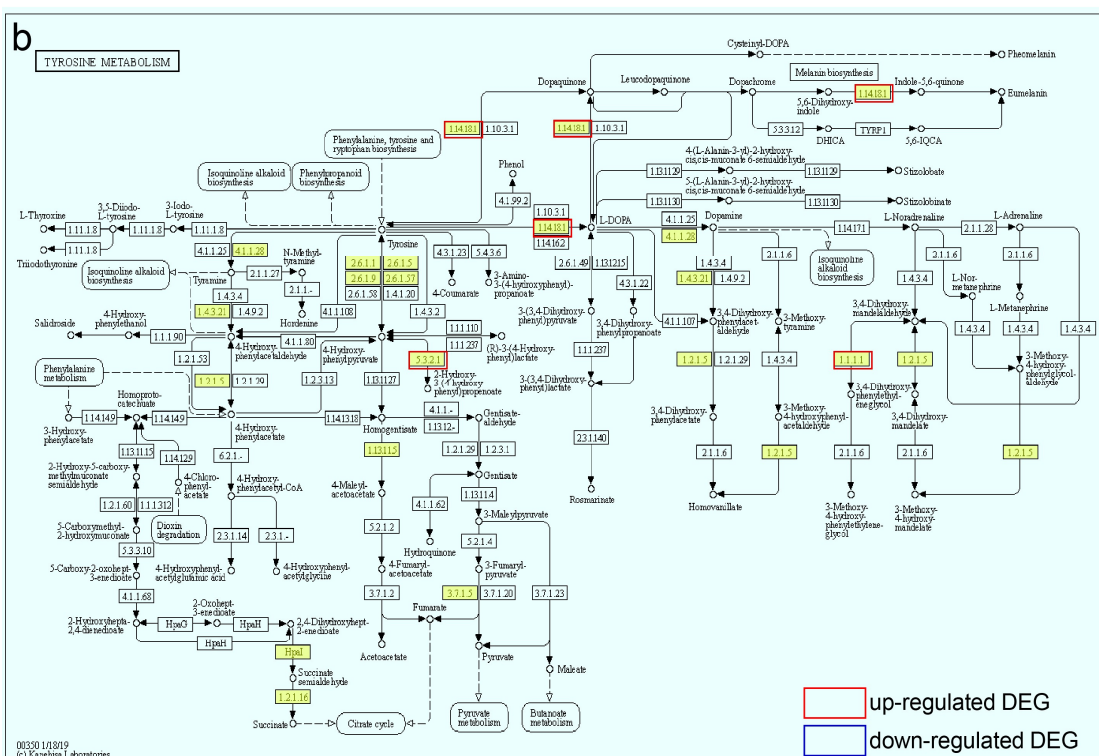 b
TYROSINE METABOLISM
Cysteinyl-DOPA
Pheomelanin
Dopaquinone
Leucodopaquinone
Dopachrome
Melanin biosynthesis
Indole-5,6-quinone
1.14.18.1
Eumelanin
5,6-Dihydroxy-
indole
1.14.18.1 1.10.3.1
1.14.18.1 1.10.3.1
5.3.3.12
TYRP1
DHICA
5,6-IQCA
Phenylalanine, tyrosine and
ryptophan biosynthesis
Isoquinoline alkaloid
biosynthesis
Phenylpropanoid
biosynthesis
Phenol
4.1.99.2
4-(L-Alanin-3-yl)-2-hydroxy-
cis,cis-muconate 6-semialdehyde
1.13.11.29
1.13.11.29
Stizolobate
5-(L-Alanin-3-yl)-2-hydroxy-
cis,cis-muconate 6-semialdehyde
1.13.11.30
1.13.11.30
Stizolobinate
L-Thyroxine
3,5-Diiodo-
L-tyrosine
3-Iodo-
L-tyrosine
1.11.1.8
1.11.1.8
1.11.1.8
1.11.1.8
Triiodothyronine
Tyrosine
1.10.3.1
1.14.18.1
1.14.16.2
L-DOPA
4.1.1.25
4.1.1.28
Dopamine
1.14.17.1
L-Noradrenaline
2.1.1.28
L-Adrenaline
4.1.1.25 4.1.1.28
Isoquinoline alkaloid
biosynthesis
Tyramine
2.1.1.27
N-Methyl-
tyramine
2.1.1.-
Hordenine
2.6.1.1 2.6.1.5
2.6.1.9 2.6.1.57
2.6.1.58 1.4.1.20
4.3.1.23
5.4.3.6
4-Coumarate
3-Amino-
3-(4-hydroxyphenyl)-
propanoate
2.6.1.49 1.13.12.15
4.3.1.22
1.4.3.4
1.4.3.21 1.4.9.2
2.1.1.6
Isoquinoline
alkaloid
biosynthesis
1.4.3.4
2.1.1.6
L-Nor-
metanephrine
2.1.1.6
L-Metanephrine
1.4.3.4
1.4.3.21 1.4.9.2
4.1.1.108
1.4.3.2
Salidroside
4-Hydroxy-
phenylethanol
1.1.1.90
4-Hydroxy-
phenylacetaldehyde
4.1.1.80
4-Hydroxy-
phenylpyruvate
1.1.1.110
1.1.1.237
(R)-3-(4-Hydroxy-
phenyl)lactate
3-(3,4-Dihydroxy-
phenyl)pyruvate
3,4-Dihydroxy-
phenylpropanoate
4.1.1.107
3,4-Dihydroxy-
phenylacetaldehyde
3-Methoxy-
tyramine
3,4-Dihydroxy-
mandelaldehyde
1.4.3.4
1.4.3.4
1.4.3.4
1.2.1.53
5.3.2.1
2-Hydroxy-
3-(4-hydroxy
phenyl)propenoate
1.1.1.237
3-(3,4-Dihydroxy-
phenyl)lactate
1.2.1.5 1.2.1.29
1.4.3.4
1.1.1.1
1.2.1.5
3-Methoxy-
4-hydroxy-
phenylglycol-
aldehyde
Phenylalanine
metabolism
1.2.1.5 1.2.1.29
1.2.3.13
1.13.11.27
3,4-Dihydroxy-
phenylethyl-
eneglycol
3,4-Dihydroxy-
mandelate
Homoproto-
catechuate
1.14.14.9
1.14.14.9
3-Hydroxy-
phenylacetate
4-Hydroxy-
phenylacetate
1.14.13.18
Homogentisate
4.1.1.-
1.13.12.-
Gentisate-
aldehyde
3,4-Dihydroxy-
phenylacetate
3-Methoxy-
4-hydroxyphenyl-
acetaldehyde
1.13.11.15
1.14.12.9
6.2.1.-
1.13.11.5
1.2.1.29 1.2.3.1
2.3.1.140
2.1.1.6
1.2.1.5
2.1.1.6
2.1.1.6
1.2.1.5
2-Hydroxy-5-carboxy-
methylmuconate
semialdehyde
4-Chloro-
phenyl-
acetate
4-Hydroxy-
phenylacetyl-CoA
4-Maleyl-
acetoacetate
Gentisate
4.1.1.62
1.13.11.4
Rosmarinate
Homovanillate
3-Methoxy-
4-hydroxy-
phenylethylene-
glycol
3-Methoxy-
4-hydroxy-
mandelate
1.2.1.60 1.1.1.312
Dioxin
degradation
3-Maleylpyruvate
5-Carboxymethyl-
2-hydroxymuconate
2.3.1.14
2.3.1.-
5.2.1.2
Hydroquinone
5.2.1.4
5.3.3.10
5-Carboxy-2-oxohept-
3-enedioate
4-Hydroxyphenyl-
acetylglutamic acid
4-Hydroxyphenyl-
acetylglycine
4-Fumaryl-
acetoacetate
3-Fumaryl-
pyruvate
4.1.1.68
3.7.1.2
3.7.1.5 3.7.1.20
3.7.1.23
2-Oxohept-
3-enedioate
Fumarate
2-Hydroxyhepta-
2,4-dienedioate
HpaG
HpaH
2,4-Dihydroxyhept-
2-enedioate
HpaH
HpaI
Acetoacetate
Pyruvate
Maleate
Succinate
semialdehyde
1.2.1.16
Succinate
Citrate cycle
Pyruvate
metabolism
Butanoate
metabolism
up-regulated DEG
down-regulated DEG
00350 1/18/19
(c) Kanehisa Laboratories